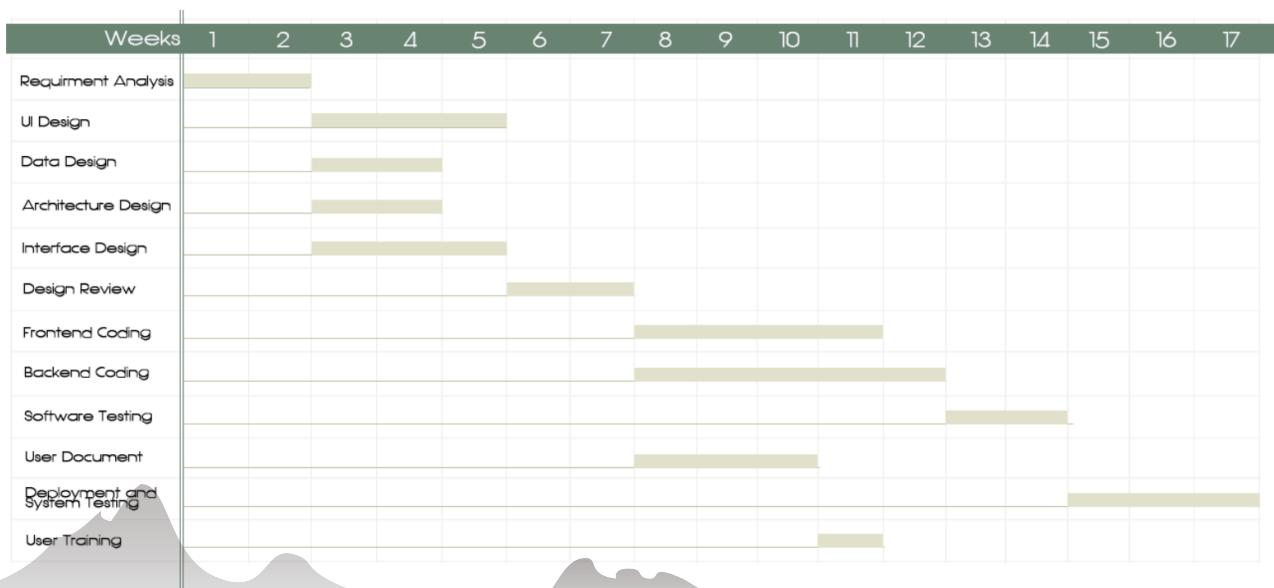 Weeks 1 2 3 4 5 6 7 8 9 10 11 12 13 14 15 16 17
Requirment Analysis
UI Design
Data Design
Architecture Design
Interface Design
Design Review
Frontend Coding
Backend Coding
Software Testing
User Document
Deployment and
System Testing
User Training